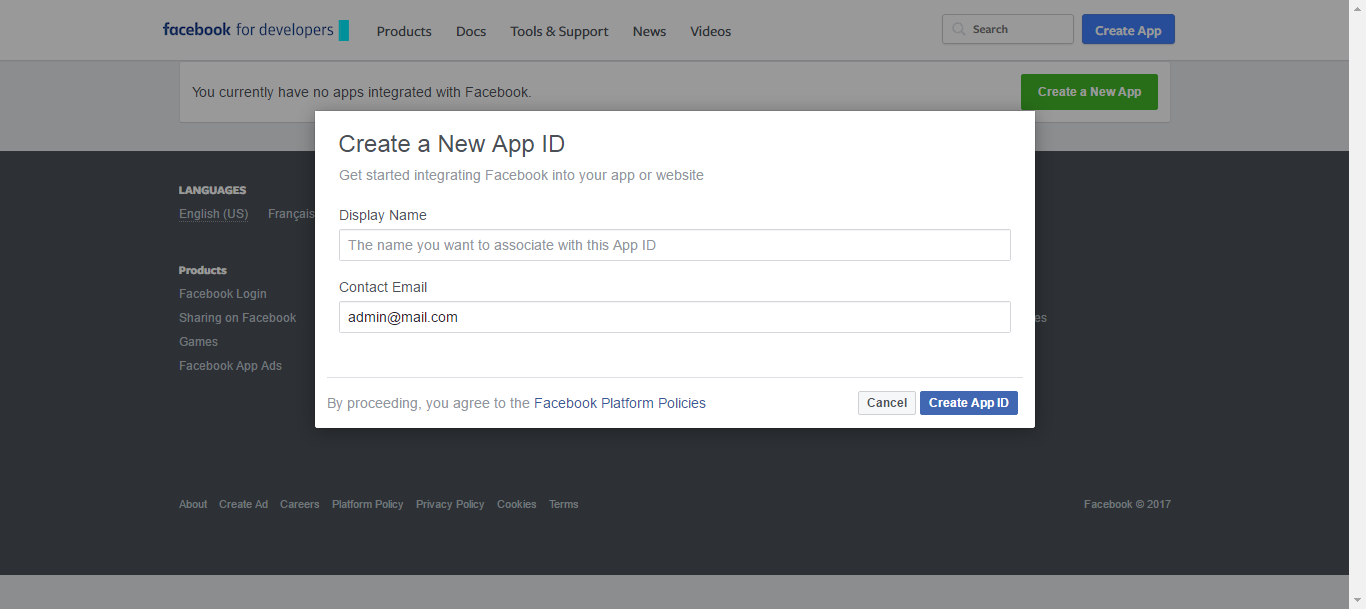 facebook for developers Products Docs Tools & Support News Videos Search Create App
You currently have no apps integrated with Facebook. Create a New App
Create a New App ID
Get started integrating Facebook into your app or website
Display Name
The name you want to associate with this App ID
Contact Email
admin@mail.com
By proceeding, you agree to the Facebook Platform Policies Cancel Create App ID
LANGUAGES
English (US) Français
Products
Facebook Login
Sharing on Facebook
Games
Facebook App Ads
About Create Ad Careers Platform Policy Privacy Policy Cookies Terms Facebook © 2017